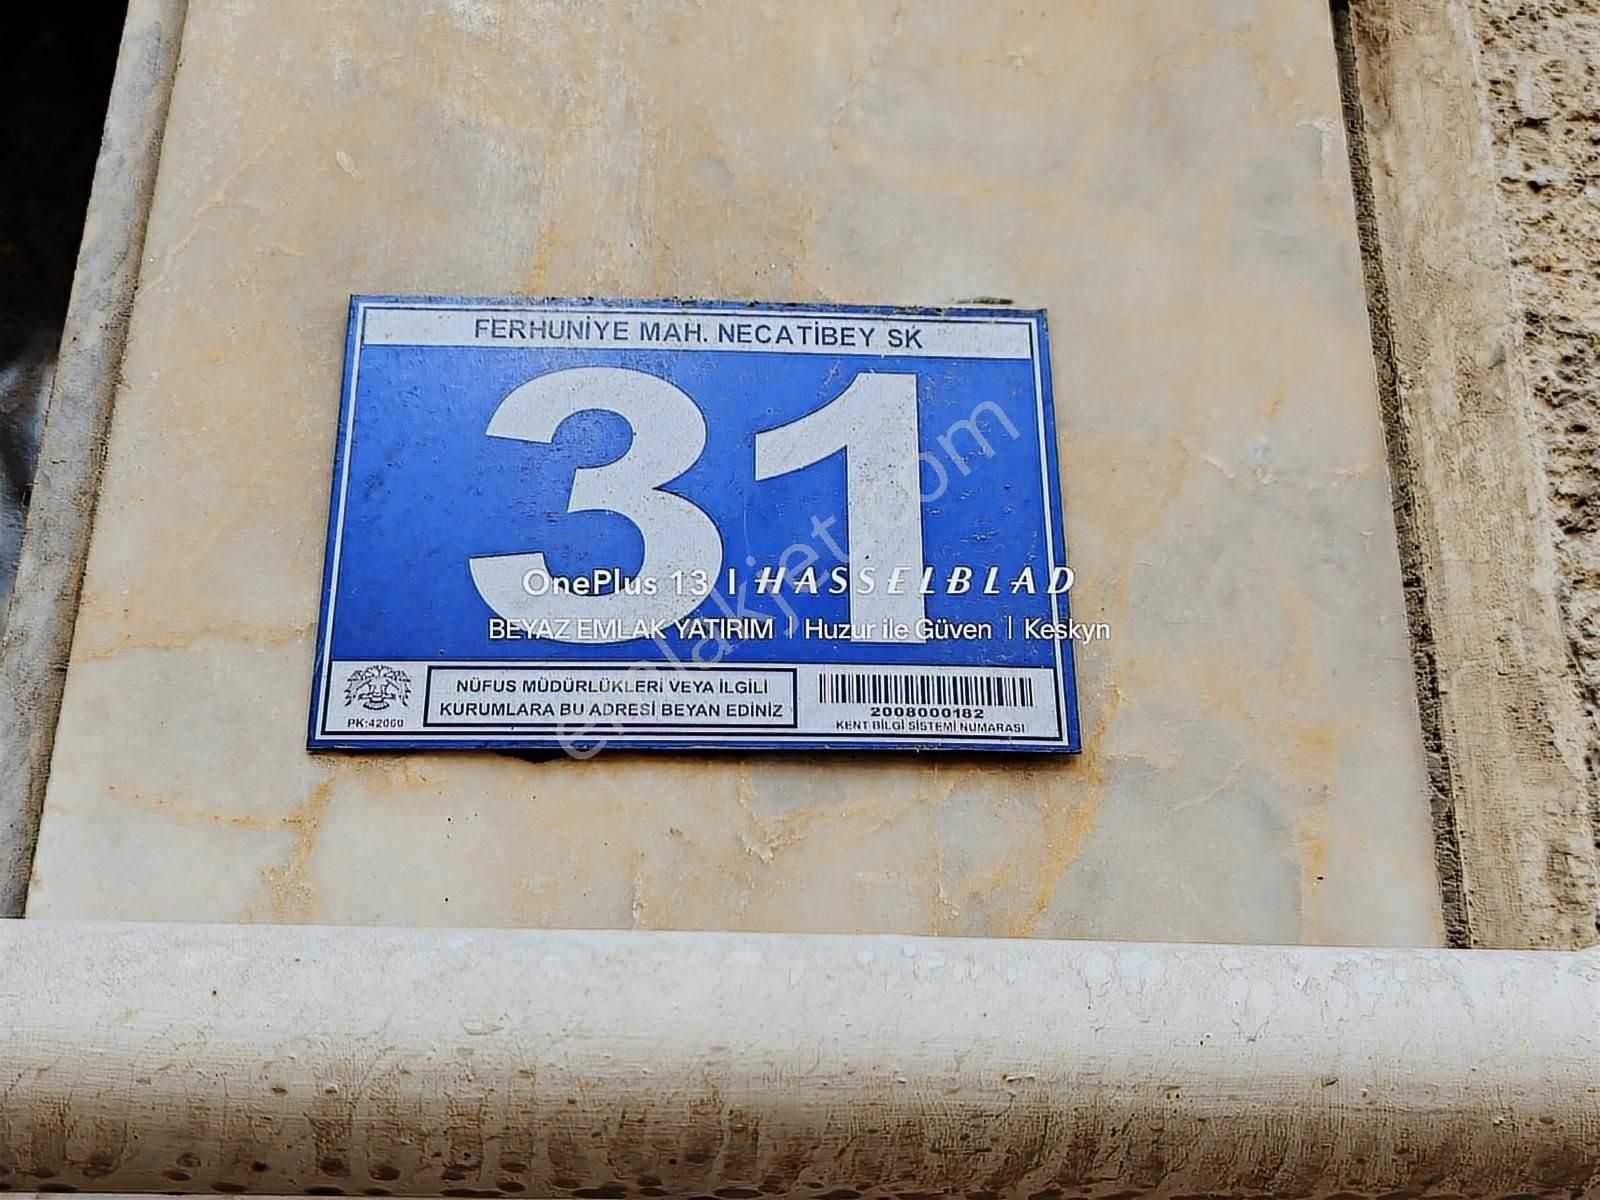 FERHUNİYE MAH. NECATİBEY SK
31
OnePlus 13 | HASSELBLAD
BEYAZ EMLAK YATIRIM | Huzur ile Güven | Keskyn
emlakjet.com
NÜFUS MÜDÜRLÜKLERİ VEYA İLGİLİ
KURUMLARA BU ADRESİ BEYAN EDİNİZ
PK:42060
2008000182
KENT BİLGİ SİSTEMİ NUMARASI